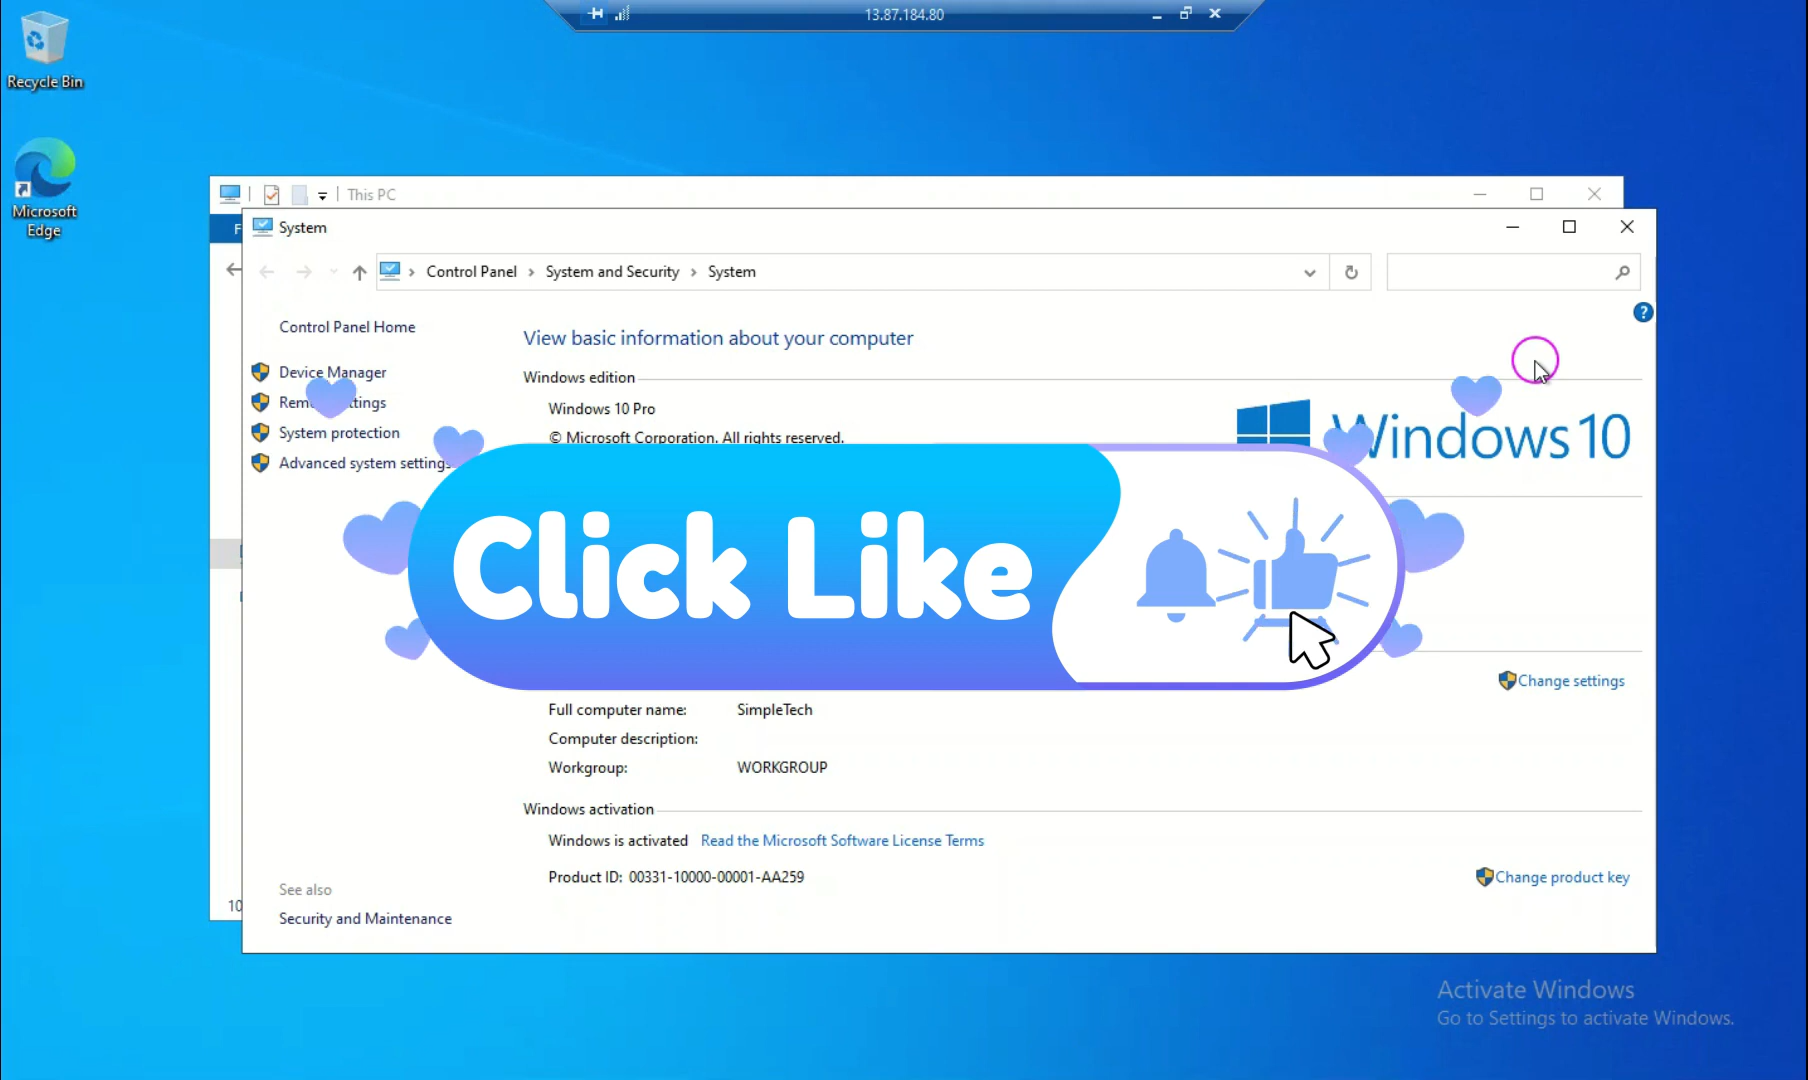 13.87.184.80
Recycle Bin
Microsoft
Edge
This PC
F
System
Control Panel > System and Security > System
Control Panel Home
Device Manager
System protection
Advanced system settings
View basic information about your computer
Windows edition
Windows 10 Pro
© Microsoft Corporation. All rights reserved.
Windows 10
Click Like
Change settings
Full computer name: SimpleTech
Computer description:
Workgroup: WORKGROUP
Windows activation
Windows is activated Read the Microsoft Software License Terms
Product ID: 00331-10000-00001-AA259
Change product key
See also
Security and Maintenance
10
Activate Windows
Go to Settings to activate Windows.